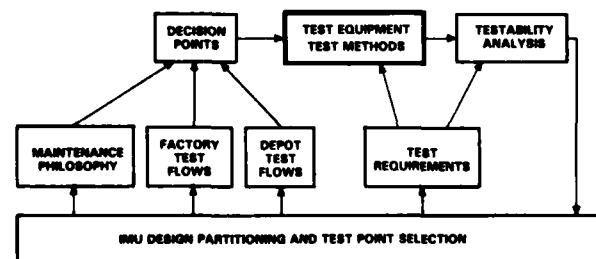 DECISION
POINTS
TEST EQUIPMENT
TEST METHODS
TESTABILITY
ANALYSIS
MAINTENANCE
PHILOSOPHY
FACTORY
TEST
FLOWS
DEPOT
TEST
FLOWS
TEST
REQUIREMENTS
IMU DESIGN PARTITIONING AND TEST POINT SELECTION